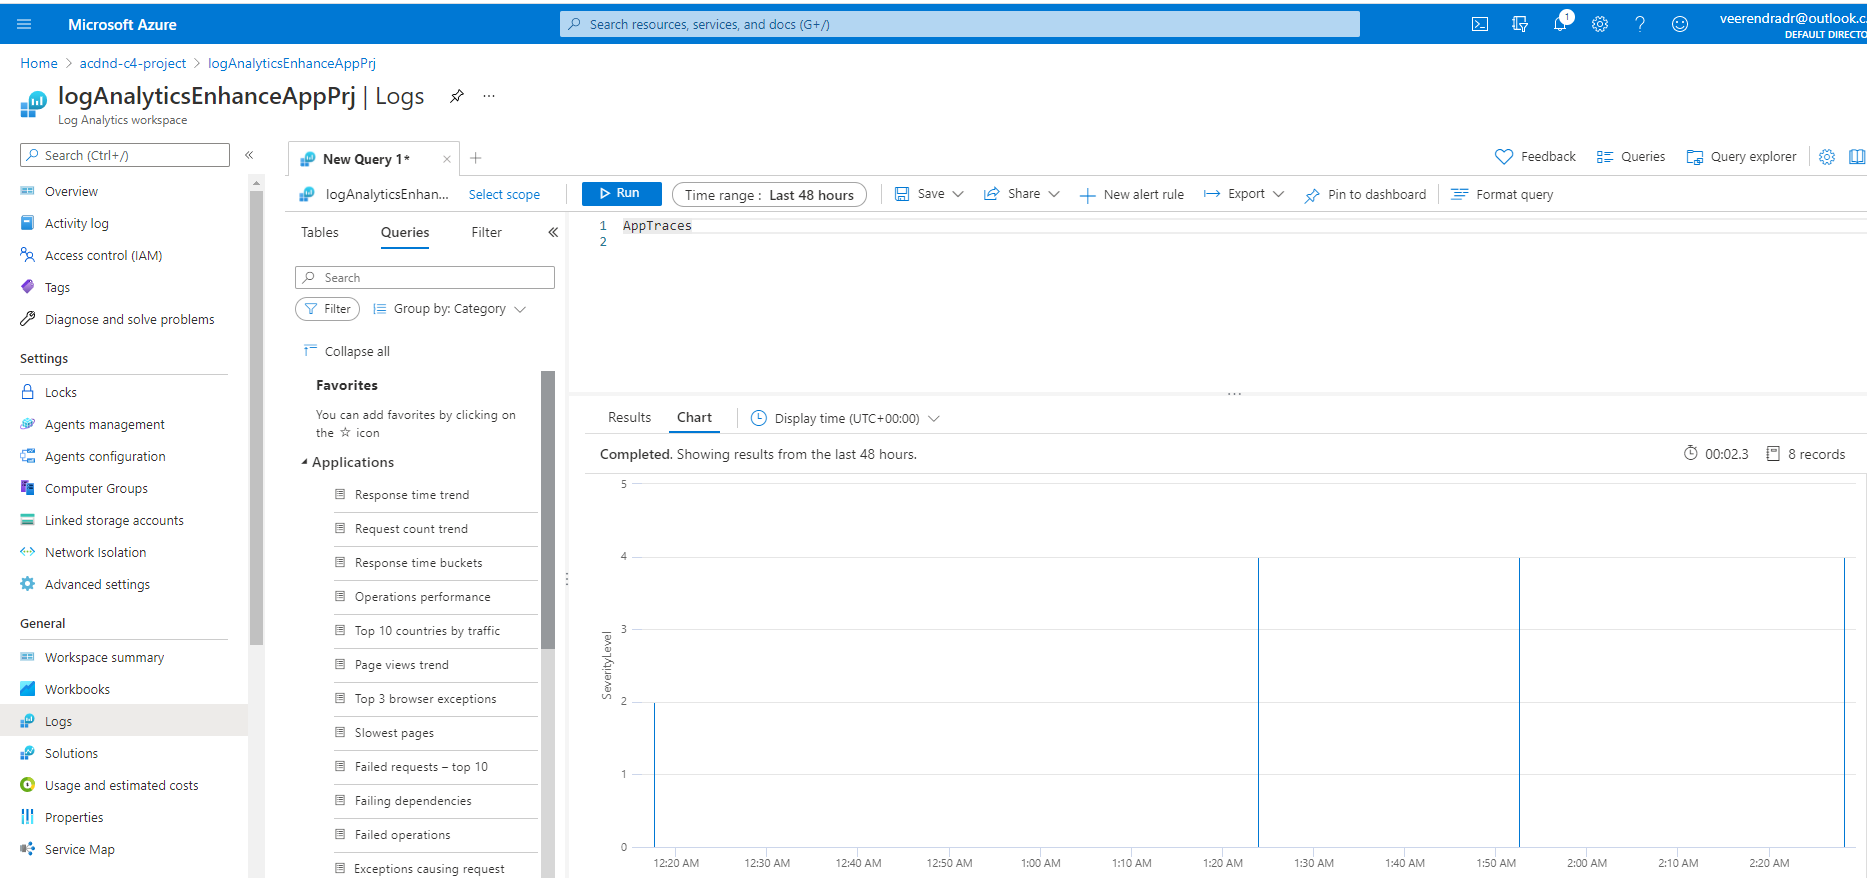 Microsoft Azure
Search resources, services, and docs (G+/)
1
veerendradr@outlook.c
DEFAULT DIRECTO
Home > acdnd-c4-project > logAnalyticsEnhanceAppPrj
logAnalyticsEnhanceAppPrj | Logs
Log Analytics workspace
Search (Ctrl+/)
Overview
Activity log
Access control (IAM)
Tags
Diagnose and solve problems
Settings
Locks
Agents management
Agents configuration
Computer Groups
Linked storage accounts
Network Isolation
Advanced settings
General
Workspace summary
Workbooks
Logs
Solutions
Usage and estimated costs
Properties
Service Map
New Query 1*
Feedback
Queries
Query explorer
logAnalyticsEnhan...
Select scope
Run
Time range : Last 48 hours
Save
Share
New alert rule
Export
Pin to dashboard
Format query
Tables
Queries
Filter
Search
Filter
Group by: Category
Collapse all
Favorites
You can add favorites by clicking on
the ☆ icon
Applications
Response time trend
Request count trend
Response time buckets
Operations performance
Top 10 countries by traffic
Page views trend
Top 3 browser exceptions
Slowest pages
Failed requests – top 10
Failing dependencies
Failed operations
Exceptions causing request
1 AppTraces
2
Results
Chart
Display time (UTC+00:00)
Completed. Showing results from the last 48 hours.
00:02.3
8 records
SeverityLevel
5
4
3
2
1
0
12:20 AM
12:30 AM
12:40 AM
12:50 AM
1:00 AM
1:10 AM
1:20 AM
1:30 AM
1:40 AM
1:50 AM
2:00 AM
2:10 AM
2:20 AM